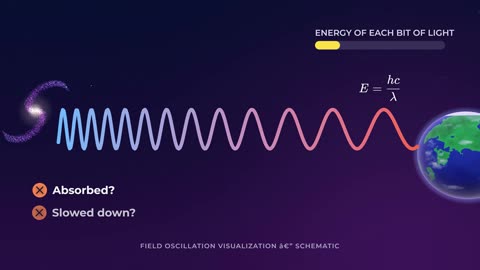 ENERGY OF EACH BIT OF LIGHT
E = hc/λ
Absorbed?
Slowed down?
FIELD OSCILLATION VISUALIZATION â€” SCHEMATIC